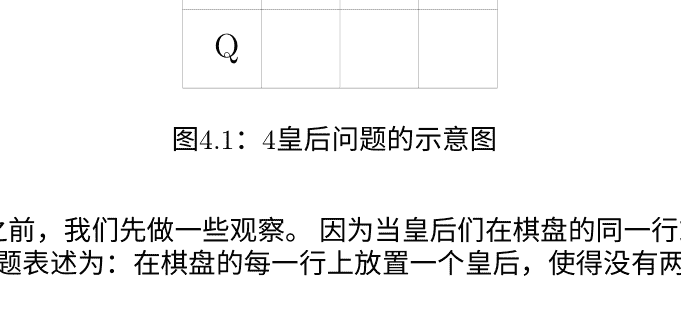 Q
图4.1：4皇后问题的示意图
之前，我们先做一些观察。 因为当皇后们在棋盘的同一行
题表述为：在棋盘的每一行上放置一个皇后，使得没有两